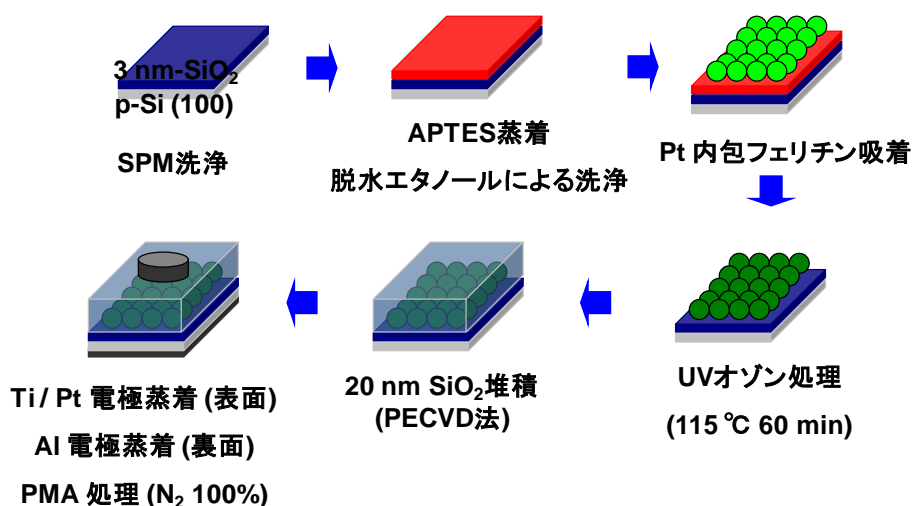 3 nm-SiO₂
p-Si (100)
SPM洗浄
APTES蒸着
脱水エタノールによる洗浄
Pt 内包フェリチン吸着
UVオゾン処理
(115 ℃ 60 min)
20 nm SiO₂堆積
(PECVD法)
Ti / Pt 電極蒸着 (表面)
Al 電極蒸着 (裏面)
PMA 処理 (N₂ 100%)